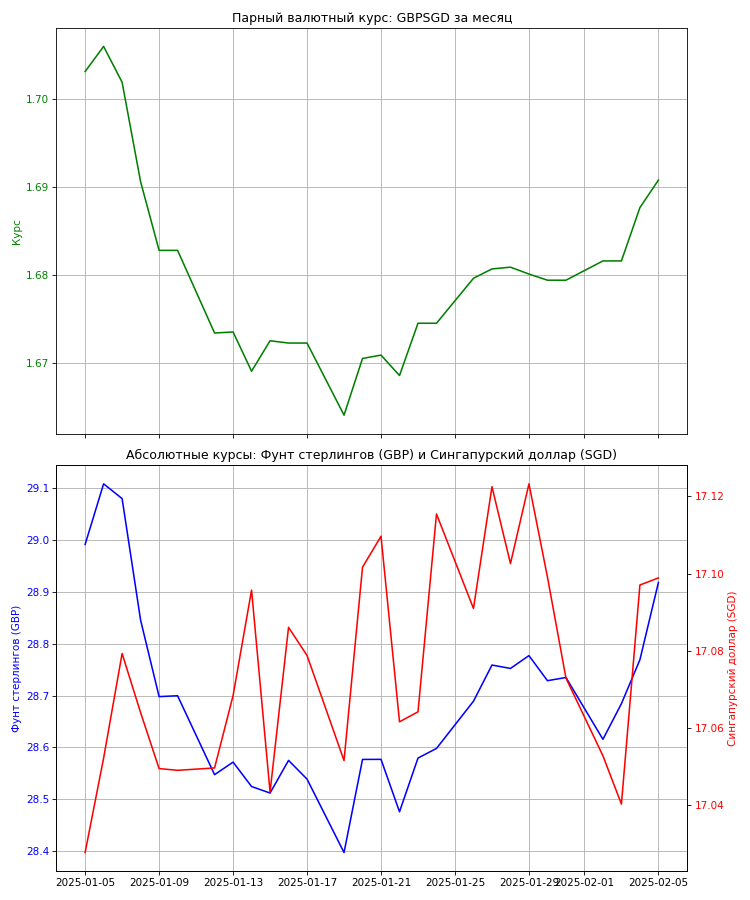 Парный валютный курс: GBPSGD за месяц
1.70
1.69
1.68
1.67
Курс
Абсолютные курсы: Фунт стерлингов (GBP) и Сингапурский доллар (SGD)
29.1
29.0
28.9
28.8
28.7
28.6
28.5
28.4
Фунт стерлингов (GBP)
17.12
17.10
17.08
17.06
17.04
Сингапурский доллар (SGD)
2025-01-05 2025-01-09 2025-01-13 2025-01-17 2025-01-21 2025-01-25 2025-01-29 2025-02-01 2025-02-05